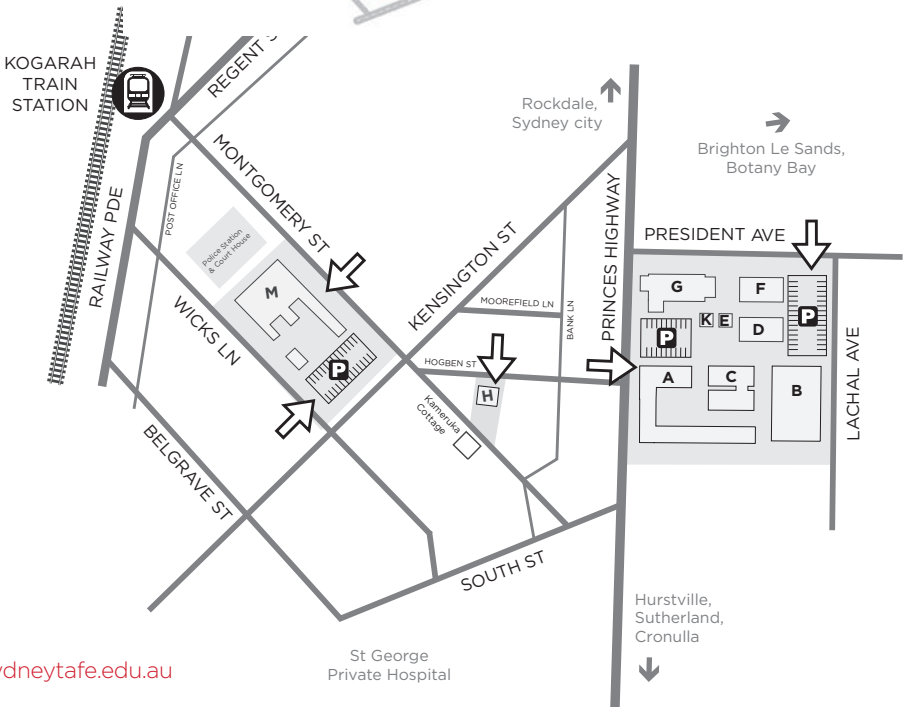 KOGARAH
TRAIN
STATION
REGENT S
MONTGOMERY ST
POST OFFICE LN
RAILWAY PDE
Police Station
& Court House
M
WICKS LN
P
KENSINGTON ST
MOOREFIELD LN
BANK LN
HOGBEN ST
H
Kameruka
Cottage
BELGRAVE ST
SOUTH ST
Rockdale,
Sydney city
Brighton Le Sands,
Botany Bay
PRINCES HIGHWAY
PRESIDENT AVE
G
F
K E
D
P
P
A
C
B
LACHAL AVE
Hurstville,
Sutherland,
Cronulla
St George
Private Hospital
ydneytafe.edu.au